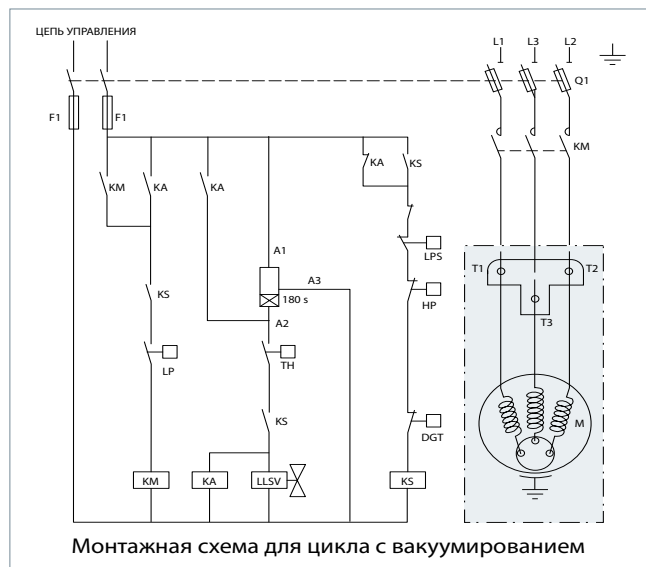 ЦЕПЬ УПРАВЛЕНИЯ
L1 L3 L2
Q1
F1 F1
KM
KA KS
KM KA KA
A1
LPS
T1 T2
A3
180 s
HP
KS
A2
T3
LP TH
KS
M
DGT
KM KA LLSV KS
Монтажная схема для цикла с вакуумированием